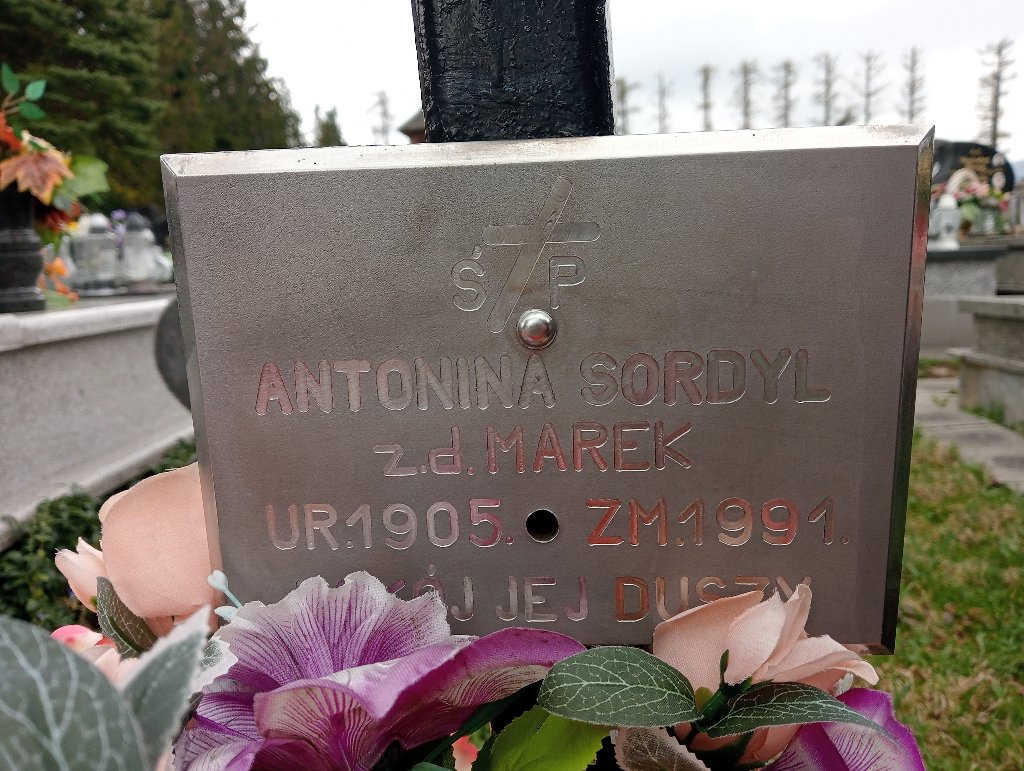 Ś P
ANTONINA SORDYL
z.d. MAREK
UR.1905. ZM.1991.
JEJ DUSZY